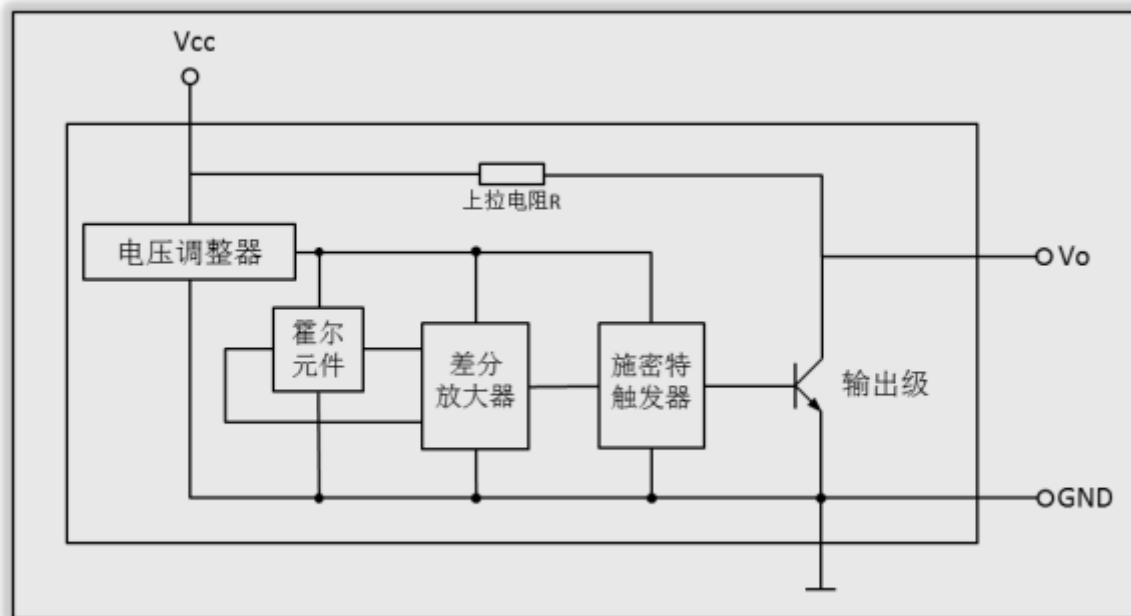 Vcc
上拉电阻R
电压调整器
Vo
霍尔
元件
差分
放大器
施密特
触发器
输出级
GND